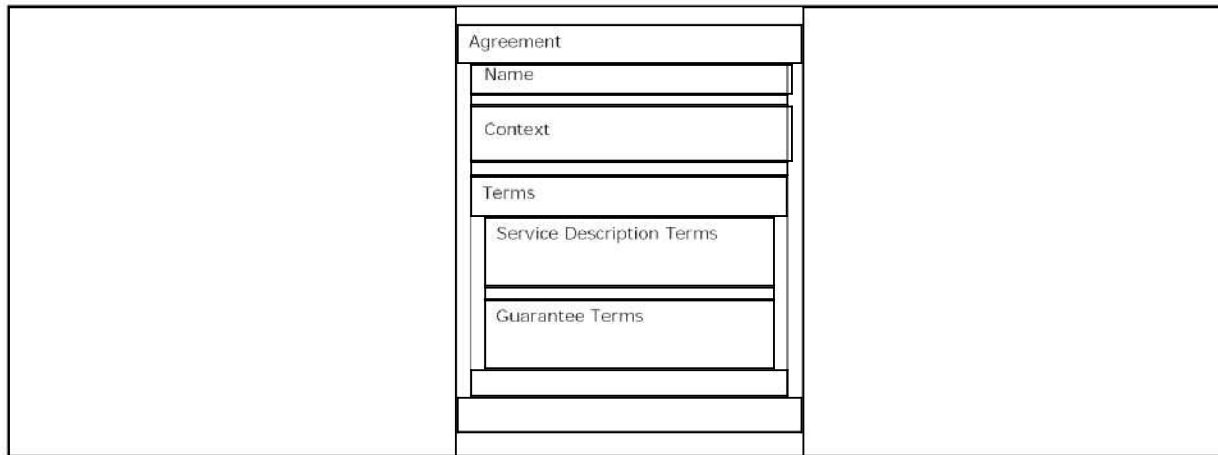 Agreement
Name
Context
Terms
Service Description Terms
Guarantee Terms